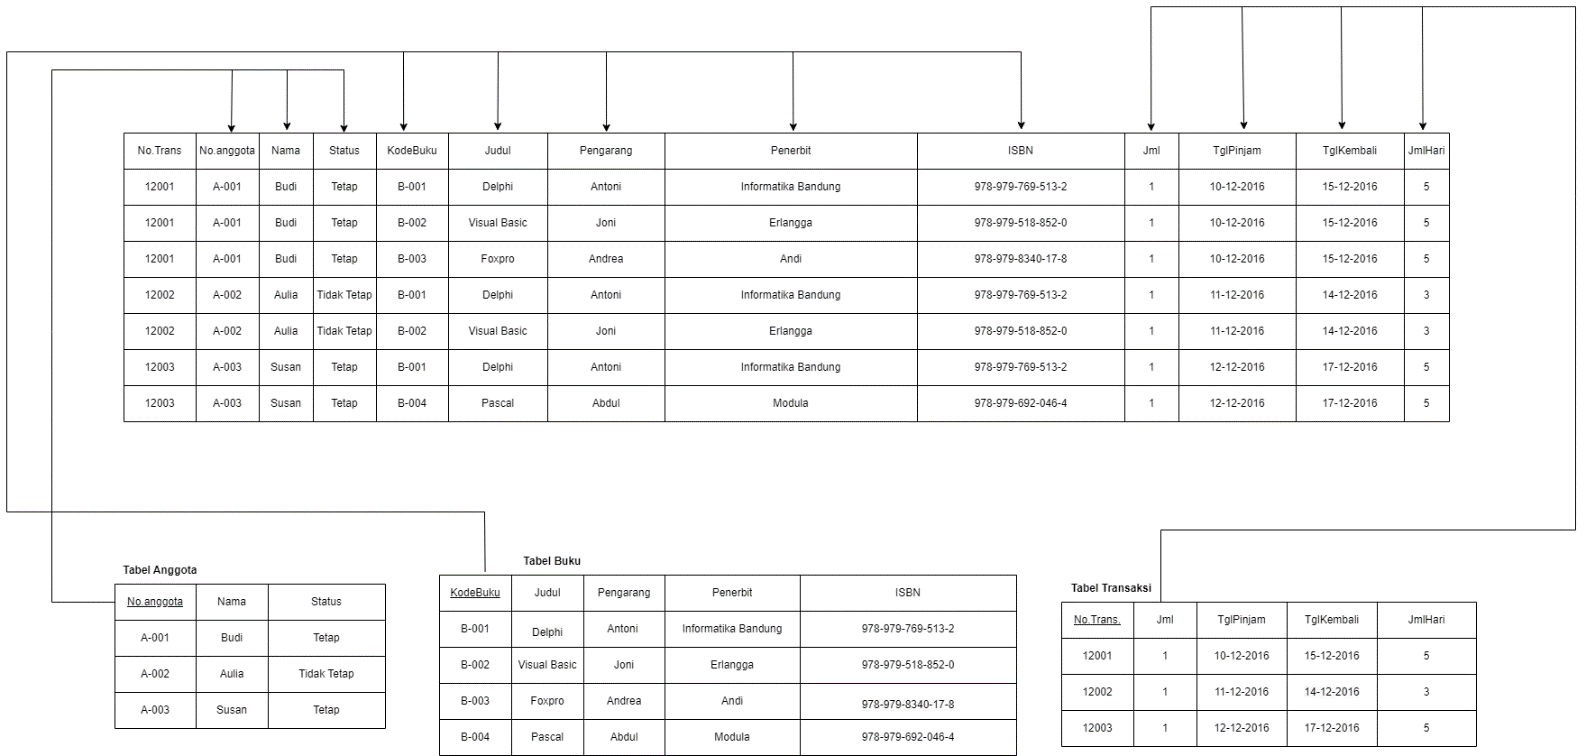 No.Trans No.anggota Nama Status KodeBuku Judul Pengarang Penerbit ISBN Jml TglPinjam TglKembali JmlHari
12001 A-001 Budi Tetap B-001 Delphi Antoni Informatika Bandung 978-979-769-513-2 1 10-12-2016 15-12-2016 5
12001 A-001 Budi Tetap B-002 Visual Basic Joni Erlangga 978-979-518-852-0 1 10-12-2016 15-12-2016 5
12001 A-001 Budi Tetap B-003 Foxpro Andrea Andi 978-979-8340-17-8 1 10-12-2016 15-12-2016 5
12002 A-002 Aulia Tidak Tetap B-001 Delphi Antoni Informatika Bandung 978-979-769-513-2 1 11-12-2016 14-12-2016 3
12002 A-002 Aulia Tidak Tetap B-002 Visual Basic Joni Erlangga 978-979-518-852-0 1 11-12-2016 14-12-2016 3
12003 A-003 Susan Tetap B-001 Delphi Antoni Informatika Bandung 978-979-769-513-2 1 12-12-2016 17-12-2016 5
12003 A-003 Susan Tetap B-004 Pascal Abdul Modula 978-979-692-046-4 1 12-12-2016 17-12-2016 5
Tabel Anggota
No.anggota Nama Status
A-001 Budi Tetap
A-002 Aulia Tidak Tetap
A-003 Susan Tetap
Tabel Buku
KodeBuku Judul Pengarang Penerbit ISBN
B-001 Delphi Antoni Informatika Bandung 978-979-769-513-2
B-002 Visual Basic Joni Erlangga 978-979-518-852-0
B-003 Foxpro Andrea Andi 978-979-8340-17-8
B-004 Pascal Abdul Modula 978-979-692-046-4
Tabel Transaksi
No.Trans. Jml TglPinjam TglKembali JmlHari
12001 1 10-12-2016 15-12-2016 5
12002 1 11-12-2016 14-12-2016 3
12003 1 12-12-2016 17-12-2016 5